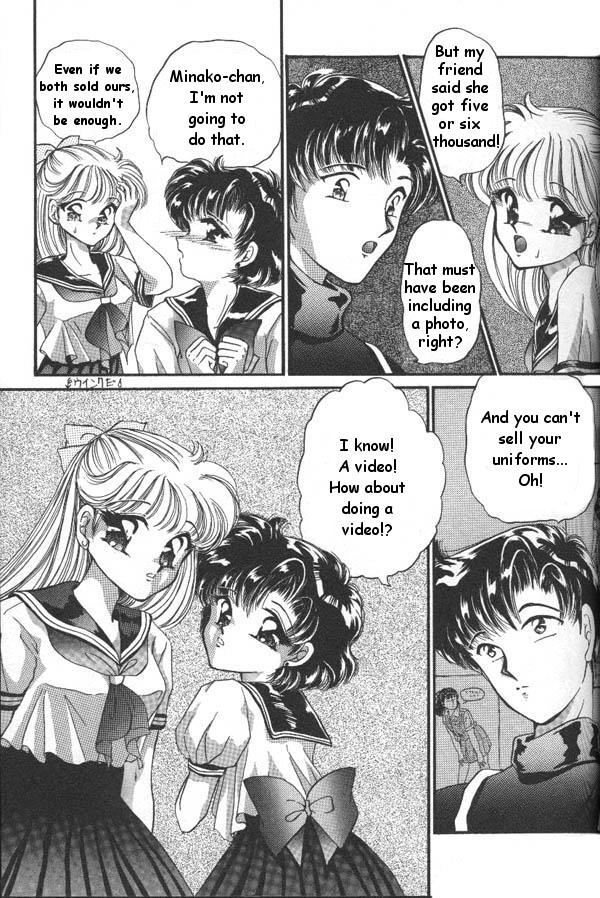 But my
friend
said she
got five
or six
thousand!
That must
have been
including
a photo,
right?
Minako-chan,
I'm not
going to
do that.
Even if we
both sold ours,
it wouldn't
be enough.
And you can't
sell your
uniforms...
Oh!
I know!
A video!
How about
doing a
video!?